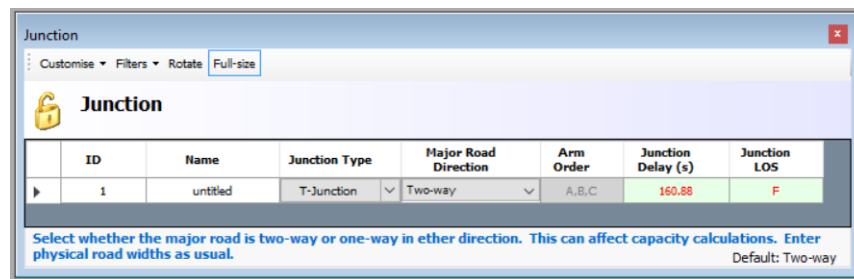 Junction
x
Customise Filters Rotate Full-size
Junction
ID Name Junction Type Major Road Direction Arm Order Junction Delay (s) Junction LOS
1 untitled T-Junction Two-way A,B,C 160.88 F
Select whether the major road is two-way or one-way in ether direction. This can affect capacity calculations. Enter
physical road widths as usual.
Default: Two-way